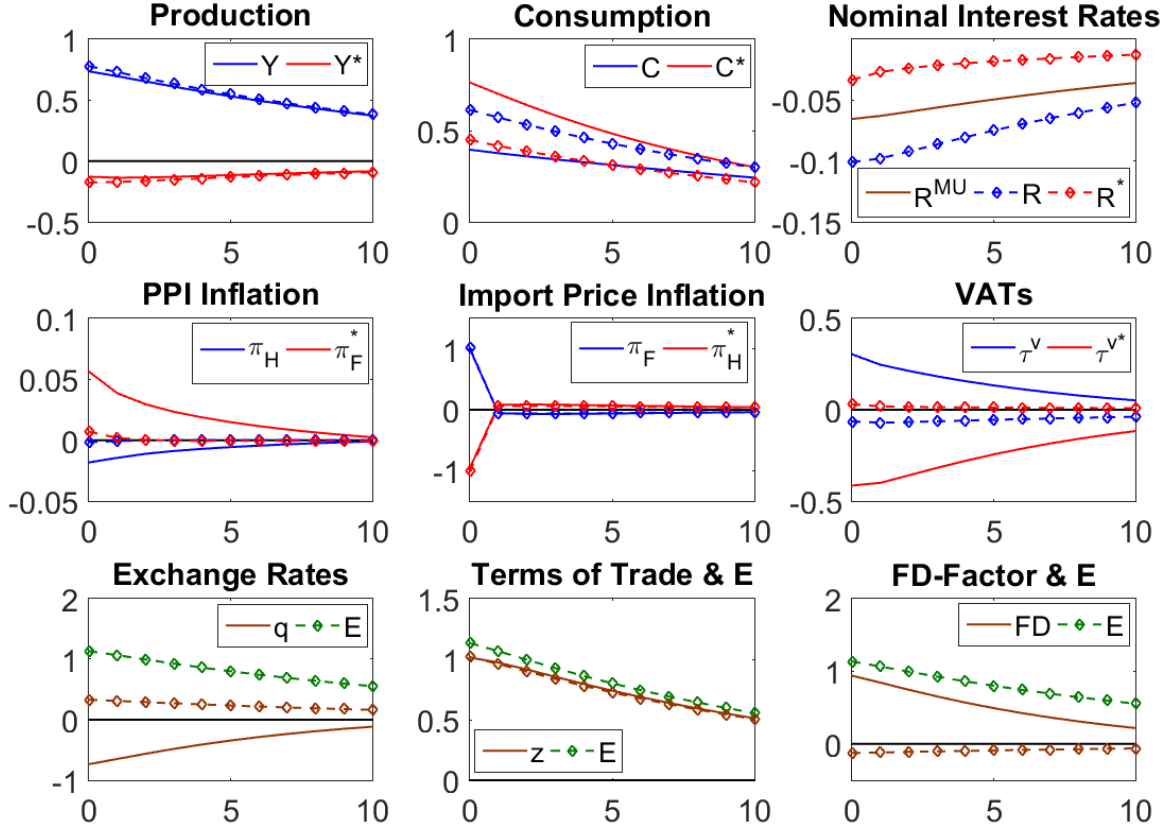 Production
Consumption
Nominal Interest Rates
1
0.5
0
-0.5
Y Y*
0 5 10
1
0.5
0
C C*
0 5 10
-0.05
-0.1
-0.15
R^MU R R*
0 5 10
PPI Inflation
Import Price Inflation
VATs
0.1
0.05
0
-0.05
π_H π_F^*
0 5 10
1
0
-1
π_F π_H^*
0 5 10
0.5
0
-0.5
τ^v τ^v*
0 5 10
Exchange Rates
Terms of Trade & E
FD-Factor & E
2
1
0
-1
q E
0 5 10
1.5
1
0.5
0
z E
0 5 10
2
1
0
FD E
0 5 10